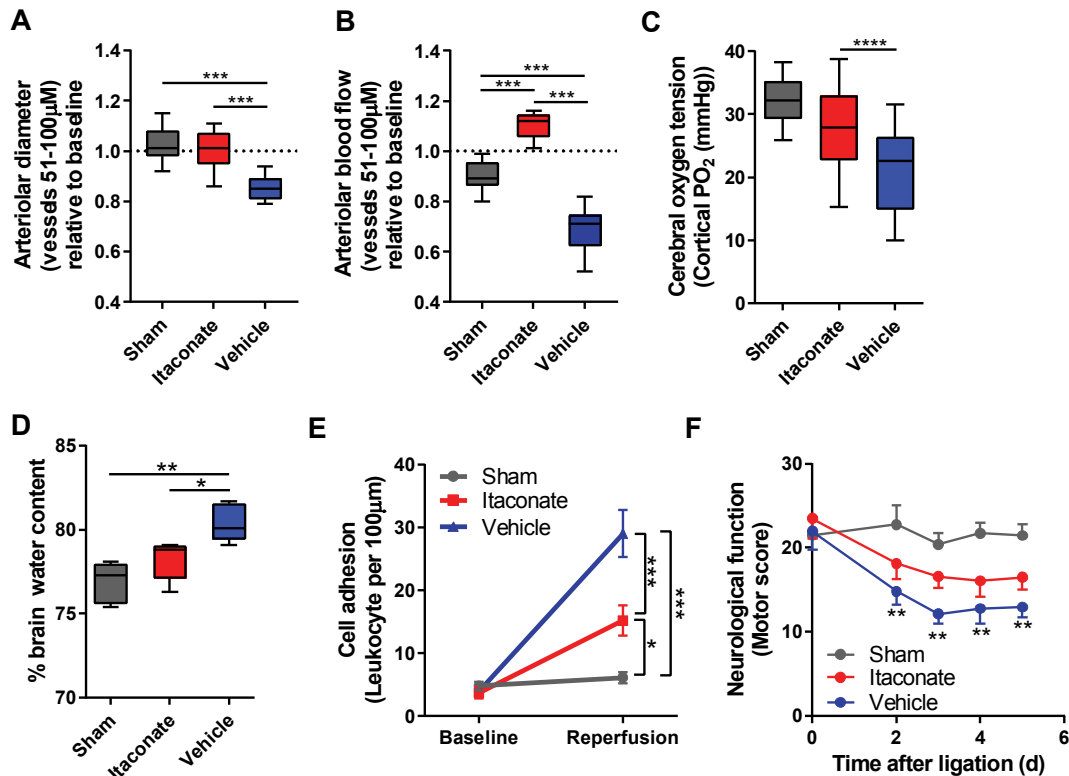 A
Arteriolar diameter
(vessels 51-100µM)
relative to baseline
1.4
1.2
1.0
0.8
0.6
0.4
***
***
Sham
Itaconate
Vehicle
B
Arteriolar blood flow
(vessels 51-100µM)
relative to baseline
1.4
1.2
1.0
0.8
0.6
0.4
***
***
***
Sham
Itaconate
Vehicle
C
Cerebral oxygen tension
(Cortical PO2 (mmHg))
40
30
20
10
0
****
Sham
Itaconate
Vehicle
D
% brain water content
85
80
75
70
**
*
Sham
Itaconate
Vehicle
E
Cell adhesion
(Leukocyte per 100µm)
40
30
20
10
0
Sham
Itaconate
Vehicle
***
*
***
Baseline
Reperfusion
F
Neurological function
(Motor score)
30
20
10
0
**
**
**
**
Sham
Itaconate
Vehicle
0
2
4
6
Time after ligation (d)